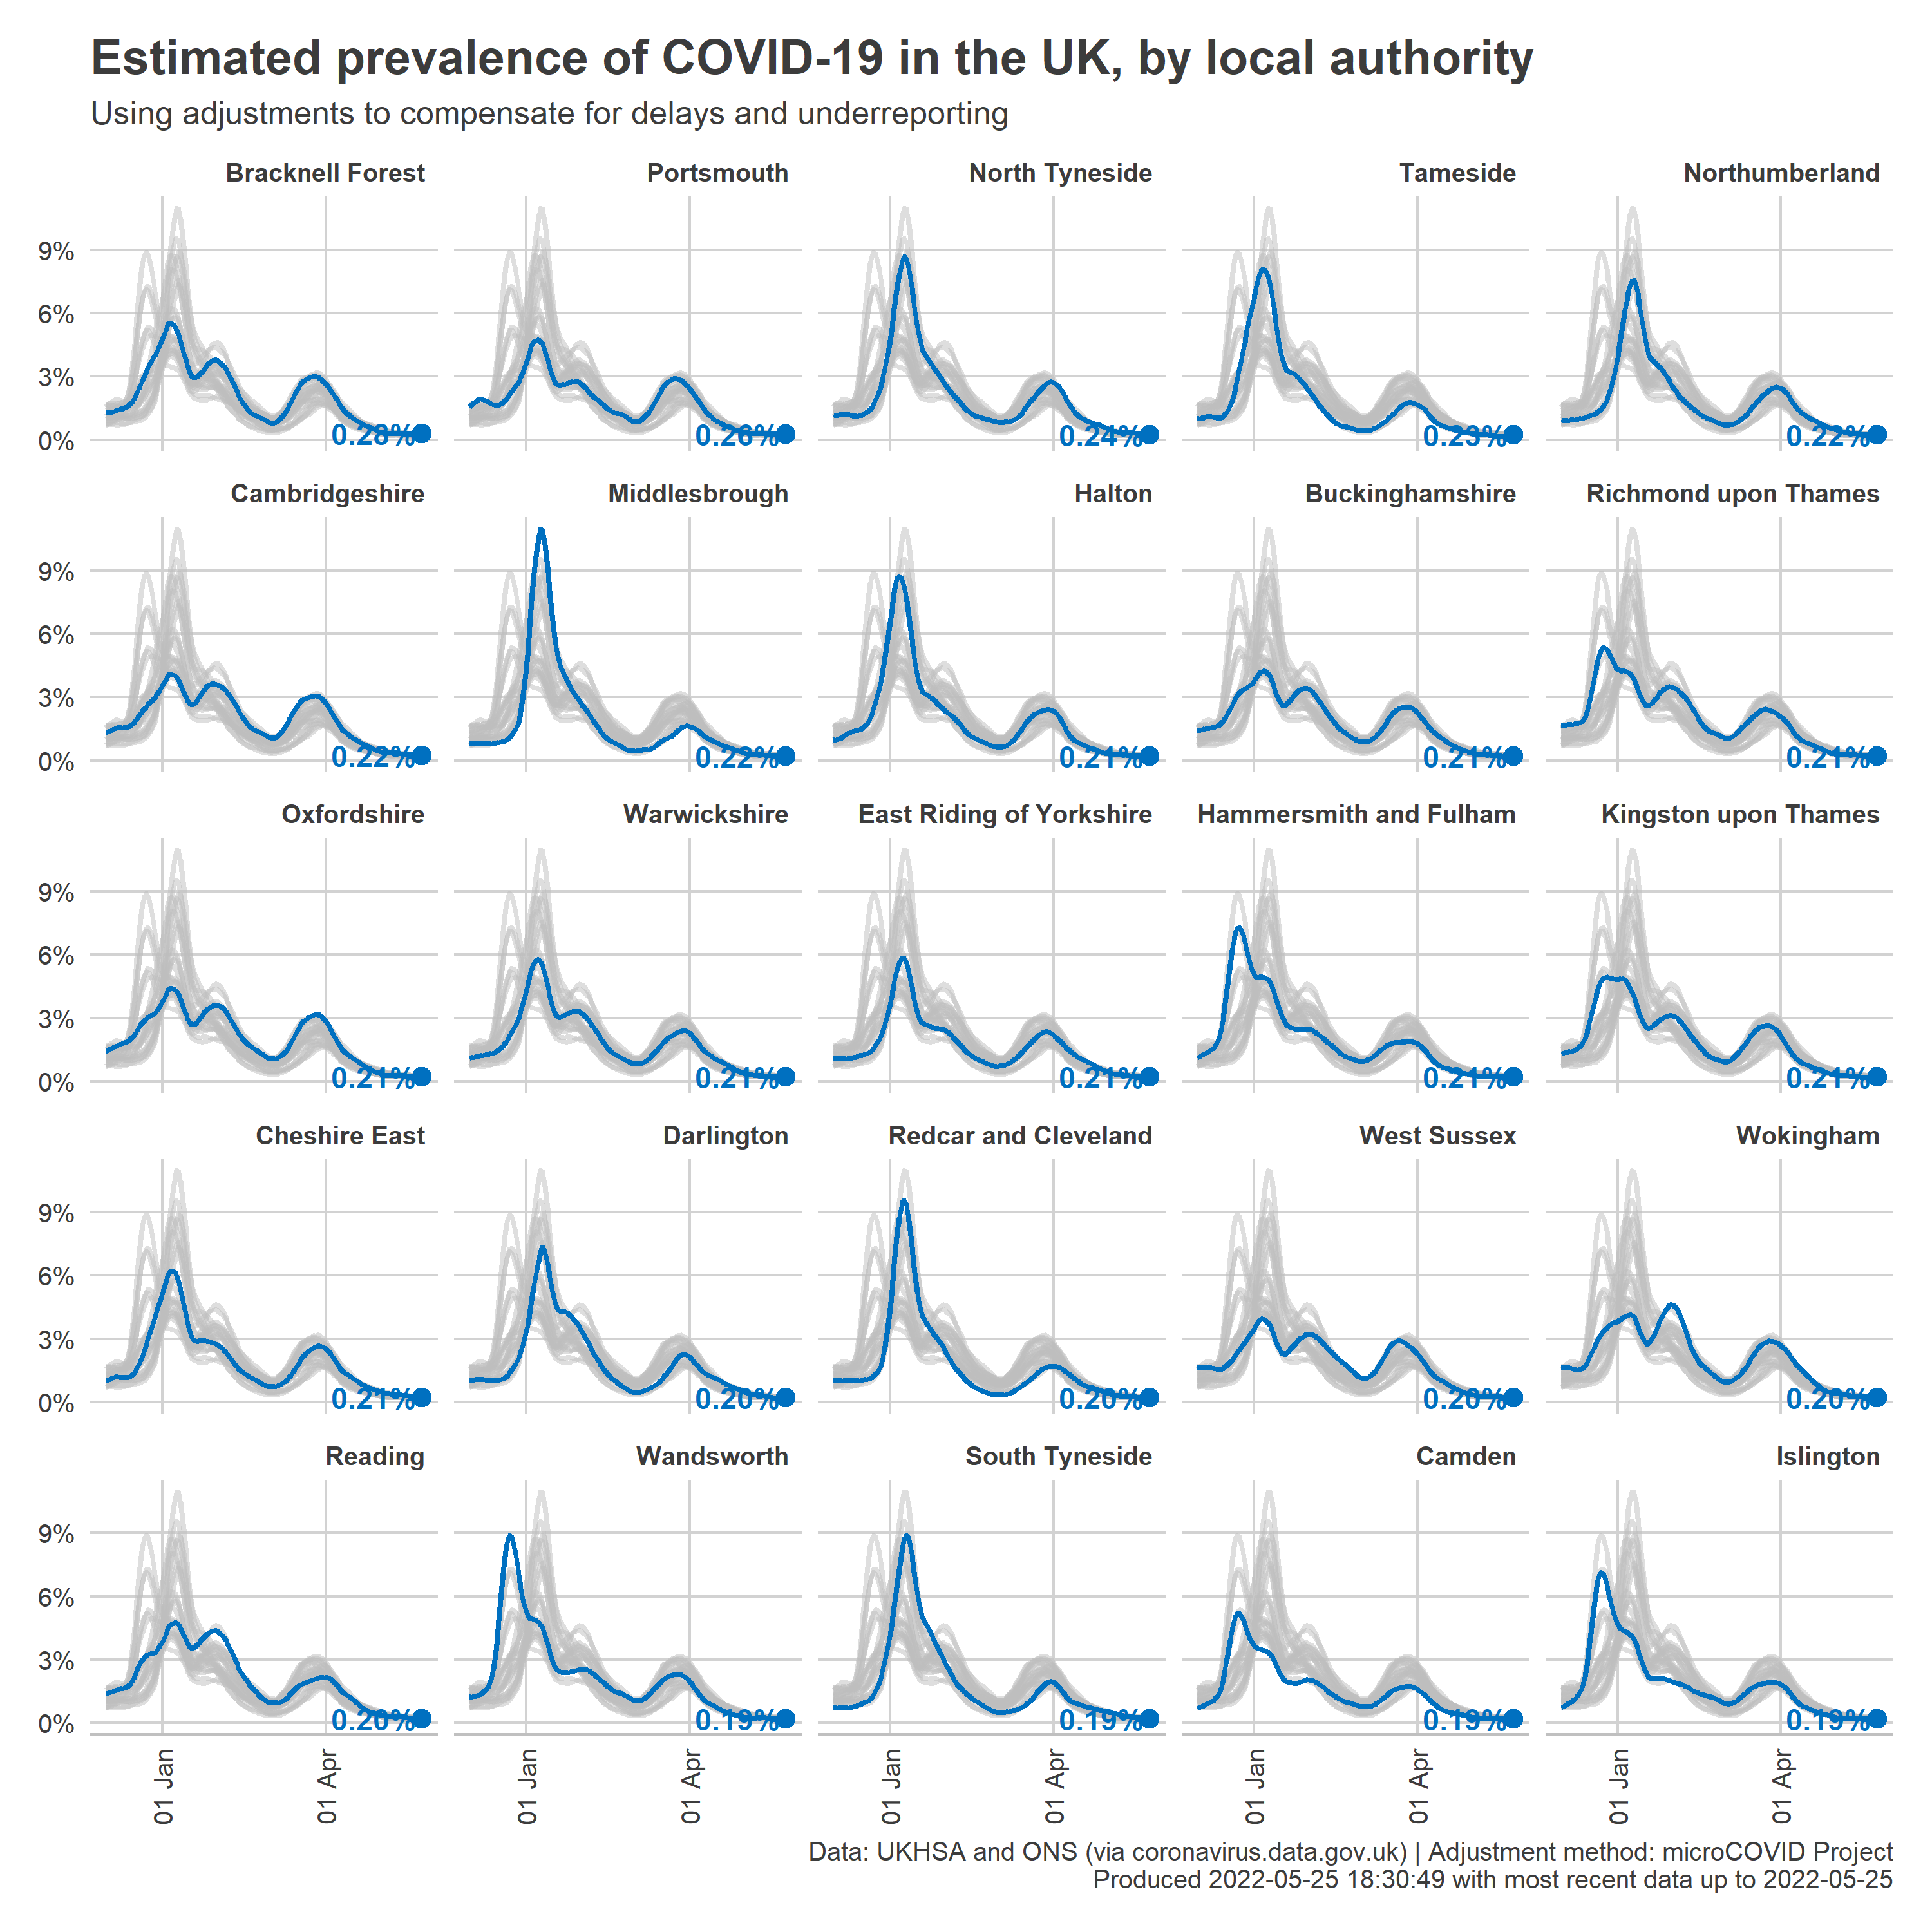 Estimated prevalence of COVID-19 in the UK, by local authority
Using adjustments to compensate for delays and underreporting
Bracknell Forest Portsmouth North Tyneside Tameside Northumberland
9%
6%
3%
0%
0.28% 0.26% 0.24% 0.23% 0.22%
Cambridgeshire Middlesbrough Halton Buckinghamshire Richmond upon Thames
9%
6%
3%
0%
0.22% 0.22% 0.21% 0.21% 0.21%
Oxfordshire Warwickshire East Riding of Yorkshire Hammersmith and Fulham Kingston upon Thames
9%
6%
3%
0%
0.21% 0.21% 0.21% 0.21% 0.21%
Cheshire East Darlington Redcar and Cleveland West Sussex Wokingham
9%
6%
3%
0%
0.21% 0.20% 0.20% 0.20% 0.20%
Reading Wandsworth South Tyneside Camden Islington
9%
6%
3%
0%
0.20% 0.19% 0.19% 0.19% 0.19%
01 Jan 01 Apr 01 Jan 01 Apr 01 Jan 01 Apr 01 Jan 01 Apr 01 Jan 01 Apr
Data: UKHSA and ONS (via coronavirus.data.gov.uk) | Adjustment method: microCOVID Project
Produced 2022-05-25 18:30:49 with most recent data up to 2022-05-25